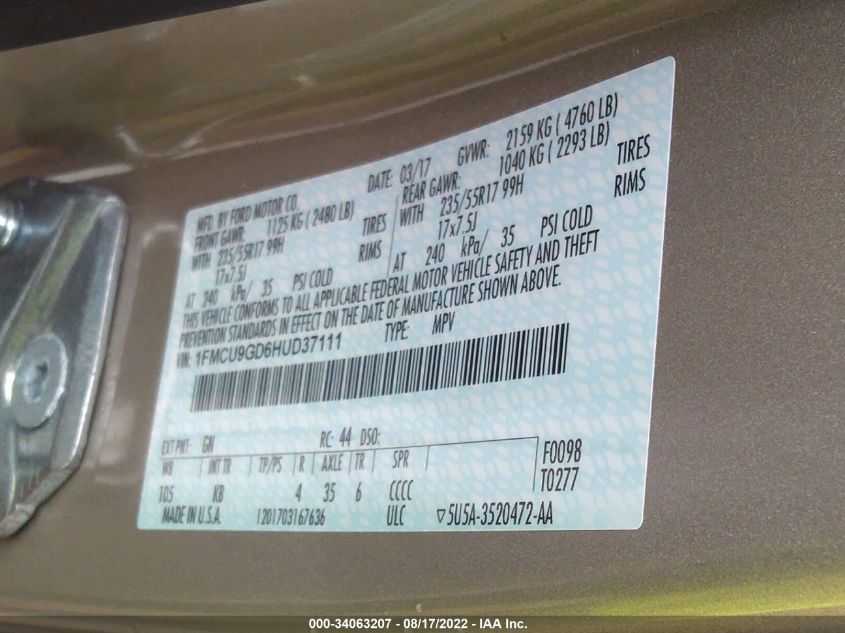 MFD. BY FORD MOTOR CO.
DATE: 03/17 GVWR: 2159 KG ( 4760 LB)
FRONT GAWR: 1125 KG ( 2480 LB) REAR GAWR: 1040 KG ( 2293 LB)
WITH 235/55R17 99H TIRES WITH 235/55R17 99H TIRES
17x7.5J RIMS 17x7.5J RIMS
AT 240 kPa/ 35 PSI COLD AT 240 kPa/ 35 PSI COLD
THIS VEHICLE CONFORMS TO ALL APPLICABLE FEDERAL MOTOR VEHICLE SAFETY AND THEFT
PREVENTION STANDARDS IN EFFECT ON THE DATE OF MANUFACTURE SHOWN ABOVE.
VIN: 1FMCU9GD6HUD37111 TYPE: MPV
EXT PNT: GN RC: 44 DSO:
WB INT TR TP/PS R AXLE TR SPR
105 KB 4 35 6 CCCC
F0098
T0277
MADE IN U.S.A. 1201703167636 ULC ▽5U5A-3520472-AA
000-34063207 - 08/17/2022 - IAA Inc.